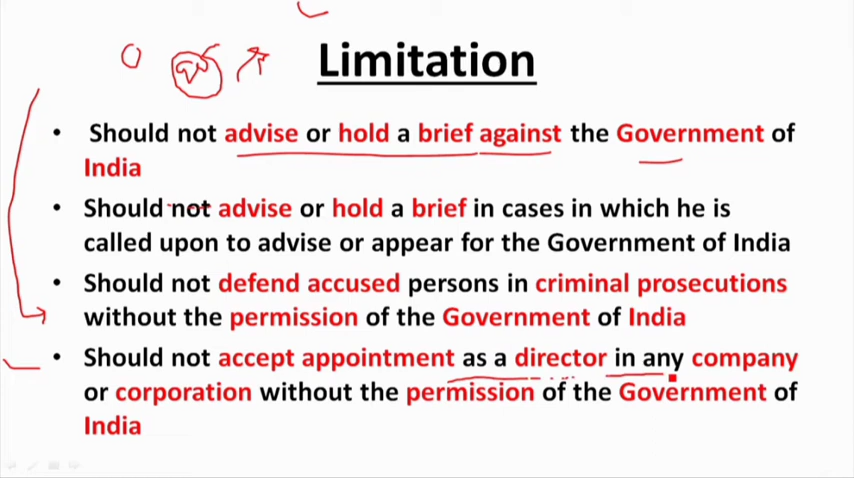 Limitation
• Should not advise or hold a brief against the Government of
India
• Should not advise or hold a brief in cases in which he is
called upon to advise or appear for the Government of India
• Should not defend accused persons in criminal prosecutions
without the permission of the Government of India
• Should not accept appointment as a director in any company
or corporation without the permission of the Government of
India